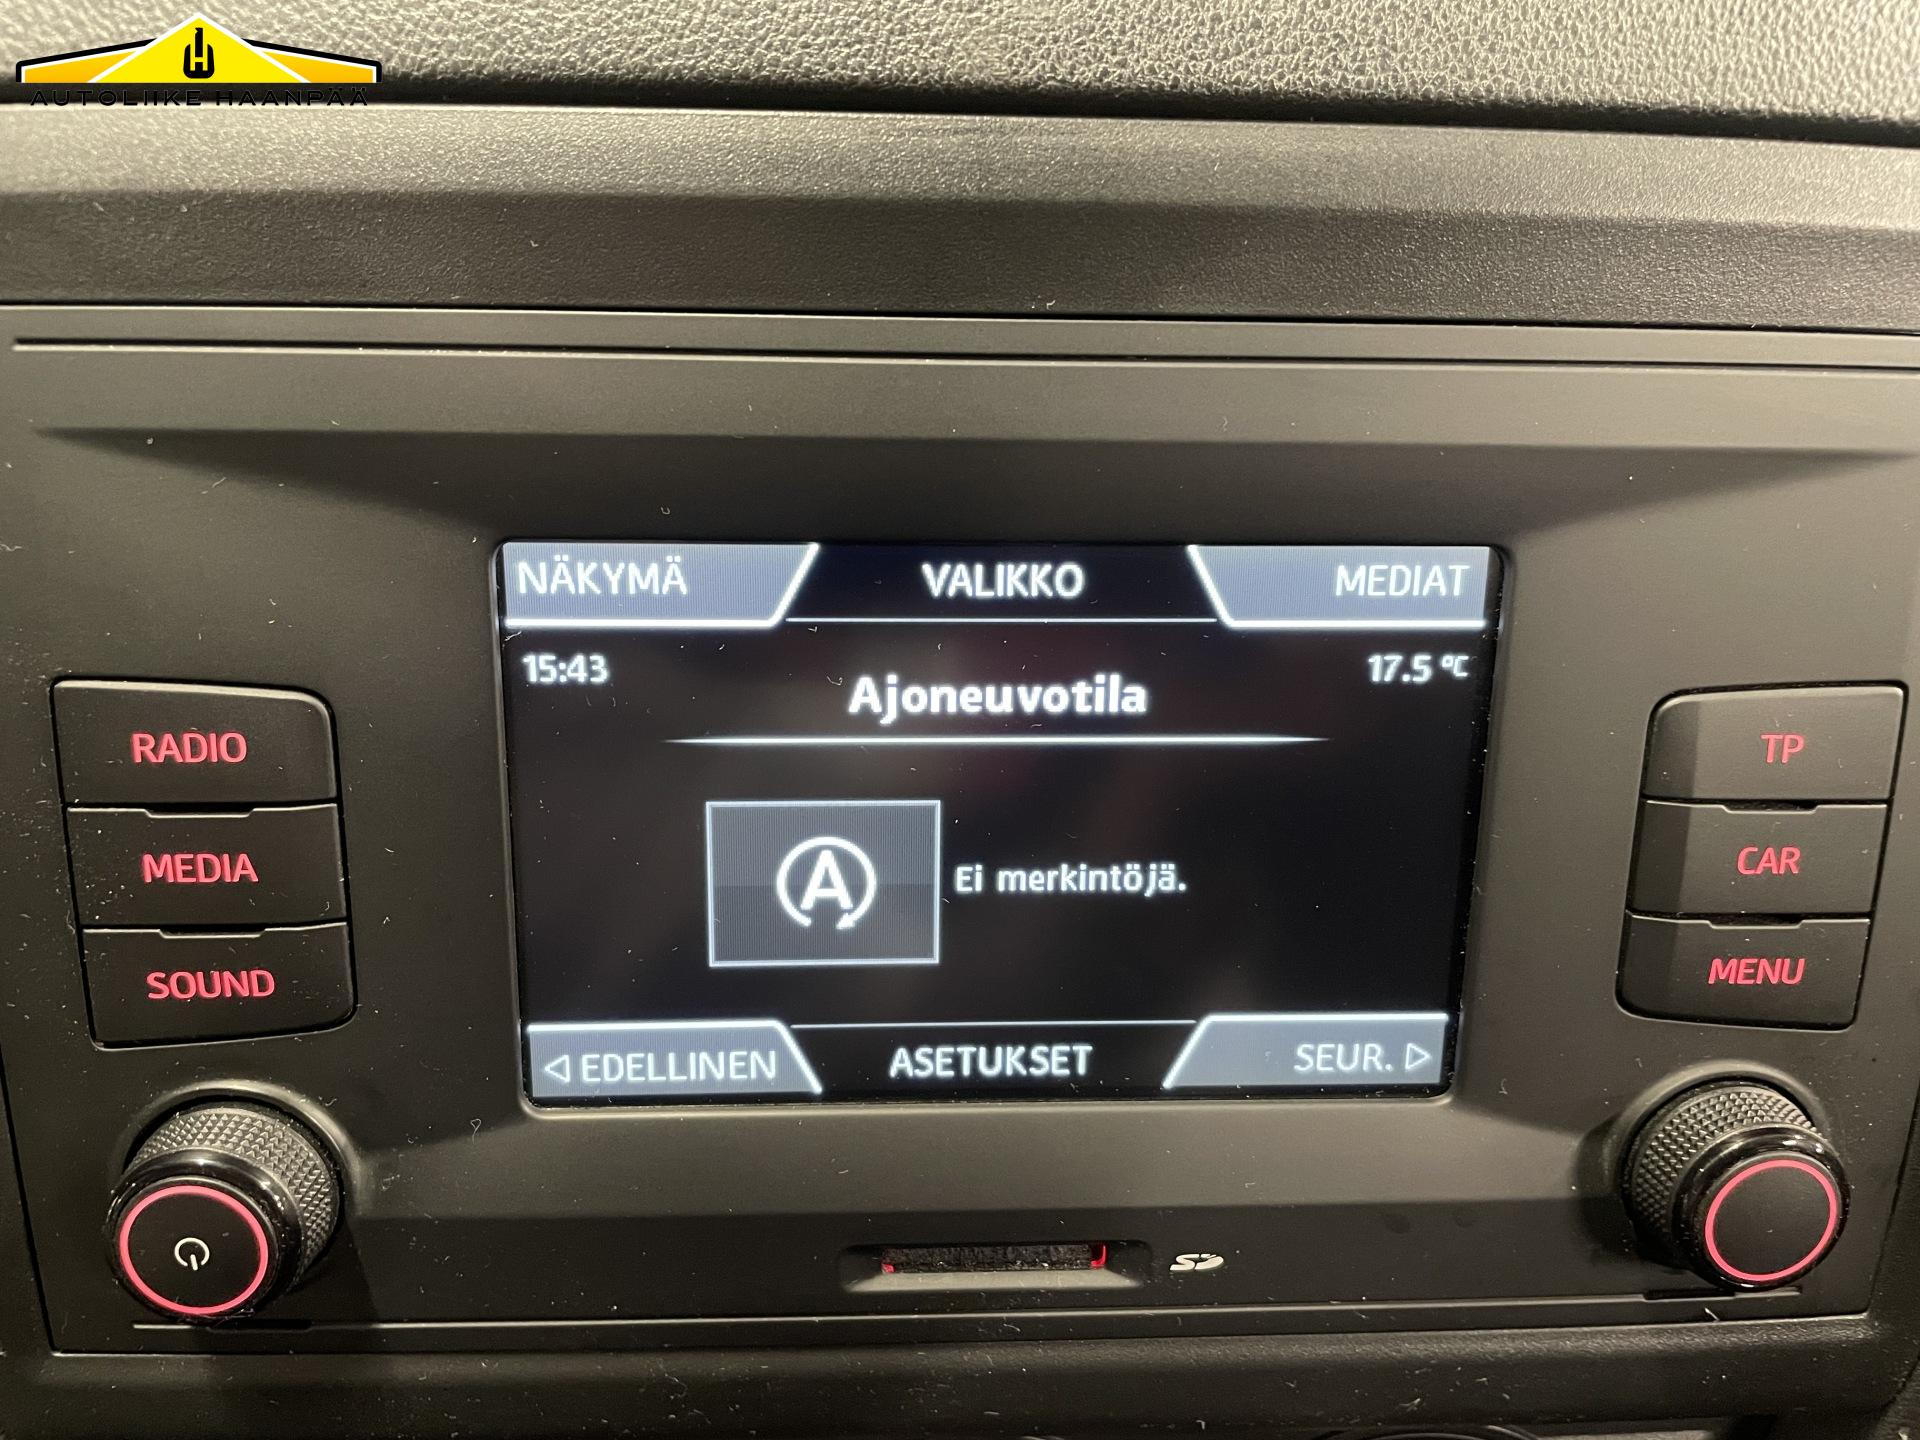 H
AUTOLIIKE HAANPÄÄ
NÄKYMÄ
VALIKKO
MEDIAT
15:43
17.5 °C
Ajoneuvotila
A
Ei merkintöjä.
◁ EDELLINEN
ASETUKSET
SEUR. ▷
RADIO
MEDIA
SOUND
TP
CAR
MENU
SD